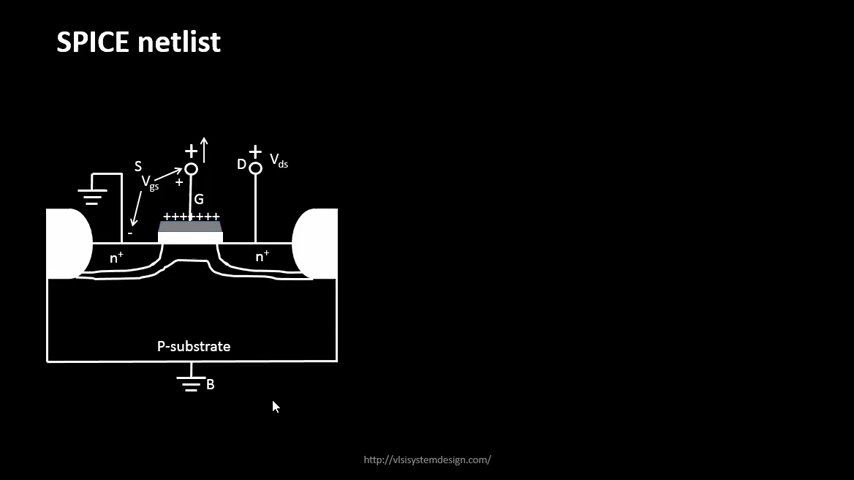 SPICE netlist
+ +
S D Vds
Vgs +
G
+++++++
-
n+ n+
P-substrate
B
http://vlsisystemdesign.com/